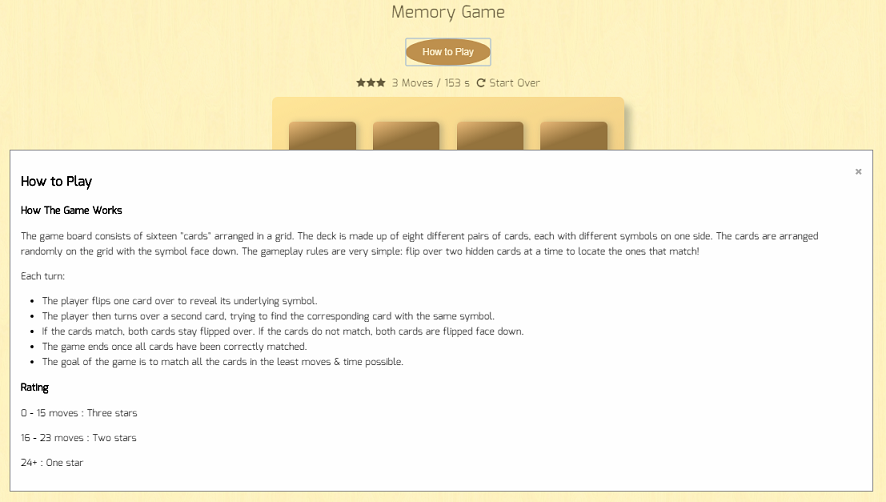 Memory Game
How to Play
3 Moves / 153 s Start Over
×
How to Play
How The Game Works
The game board consists of sixteen "cards" arranged in a grid. The deck is made up of eight different pairs of cards, each with different symbols on one side. The cards are arranged
randomly on the grid with the symbol face down. The gameplay rules are very simple: flip over two hidden cards at a time to locate the ones that match!
Each turn:
• The player flips one card over to reveal its underlying symbol.
• The player then turns over a second card, trying to find the corresponding card with the same symbol.
• If the cards match, both cards stay flipped over. If the cards do not match, both cards are flipped face down.
• The game ends once all cards have been correctly matched.
• The goal of the game is to match all the cards in the least moves & time possible.
Rating
0 - 15 moves : Three stars
16 - 23 moves : Two stars
24+ : One star